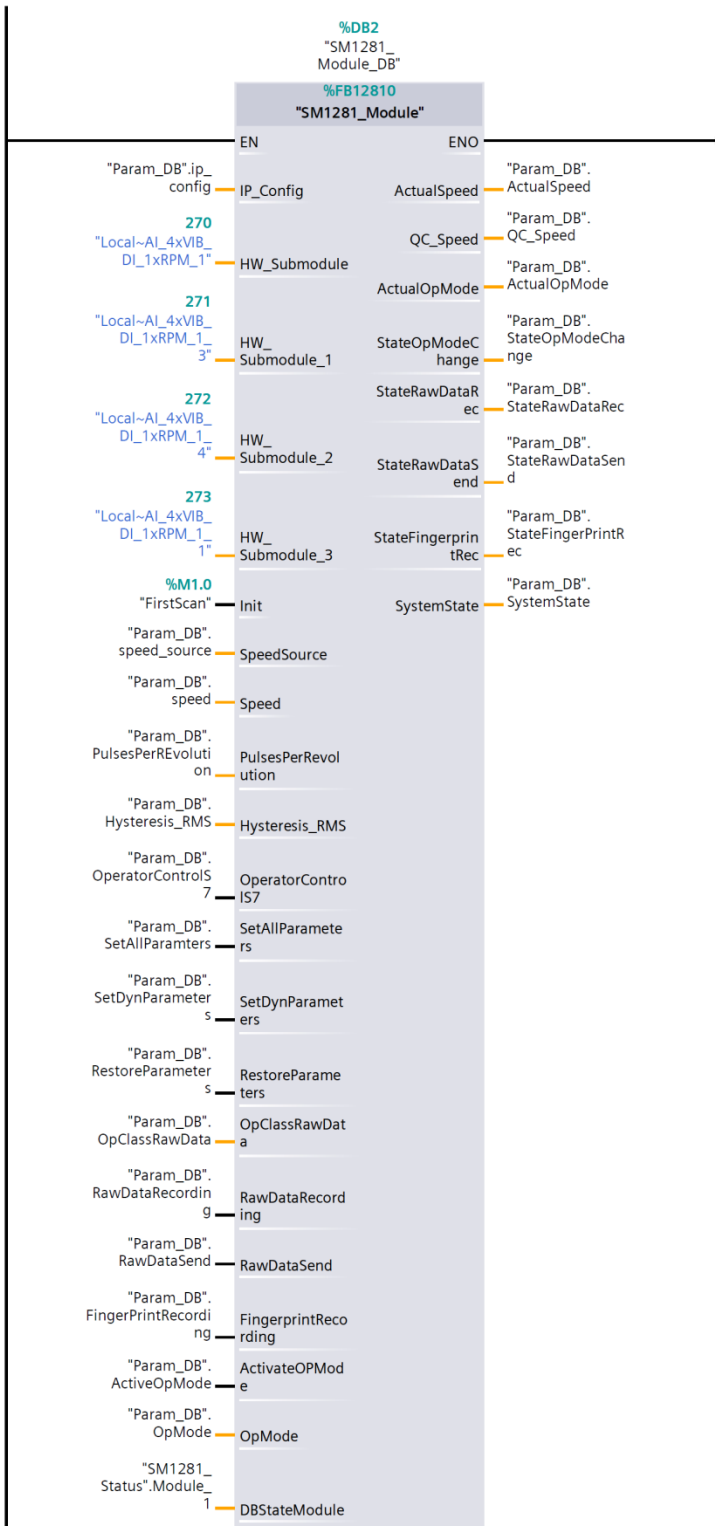 %DB2
"SM1281_
Module_DB"
%FB12810
"SM1281_Module"
EN
ENO
"Param_DB".ip_
config
IP_Config
ActualSpeed
"Param_DB".
ActualSpeed
270
"Local~AI_4xVIB_
DI_1xRPM_1"
HW_Submodule
QC_Speed
"Param_DB".
QC_Speed
ActualOpMode
"Param_DB".
ActualOpMode
271
"Local~AI_4xVIB_
DI_1xRPM_1_
3"
HW_
Submodule_1
StateOpModeC
hange
"Param_DB".
StateOpModeCha
nge
StateRawDataR
ec
"Param_DB".
StateRawDataRec
272
"Local~AI_4xVIB_
DI_1xRPM_1_
4"
HW_
Submodule_2
StateRawDataS
end
"Param_DB".
StateRawDataSen
d
273
"Local~AI_4xVIB_
DI_1xRPM_1_
1"
HW_
Submodule_3
StateFingerprin
tRec
"Param_DB".
StateFingerPrintR
ec
%M1.0
"FirstScan"
Init
SystemState
"Param_DB".
SystemState
"Param_DB".
speed_source
SpeedSource
"Param_DB".
speed
Speed
"Param_DB".
PulsesPerREvoluti
on
PulsesPerRevol
ution
"Param_DB".
Hysteresis_RMS
Hysteresis_RMS
"Param_DB".
OperatorControlS
7
OperatorContro
lS7
"Param_DB".
SetAllParamters
SetAllParamete
rs
"Param_DB".
SetDynParameter
s
SetDynParamet
ers
"Param_DB".
RestoreParameter
s
RestoreParame
ters
"Param_DB".
OpClassRawData
OpClassRawDat
a
"Param_DB".
RawDataRecordin
g
RawDataRecord
ing
"Param_DB".
RawDataSend
RawDataSend
"Param_DB".
FingerPrintRecordi
ng
FingerprintReco
rding
"Param_DB".
ActiveOpMode
ActivateOPMod
e
"Param_DB".
OpMode
OpMode
"SM1281_
Status".Module_
1
DBStateModule